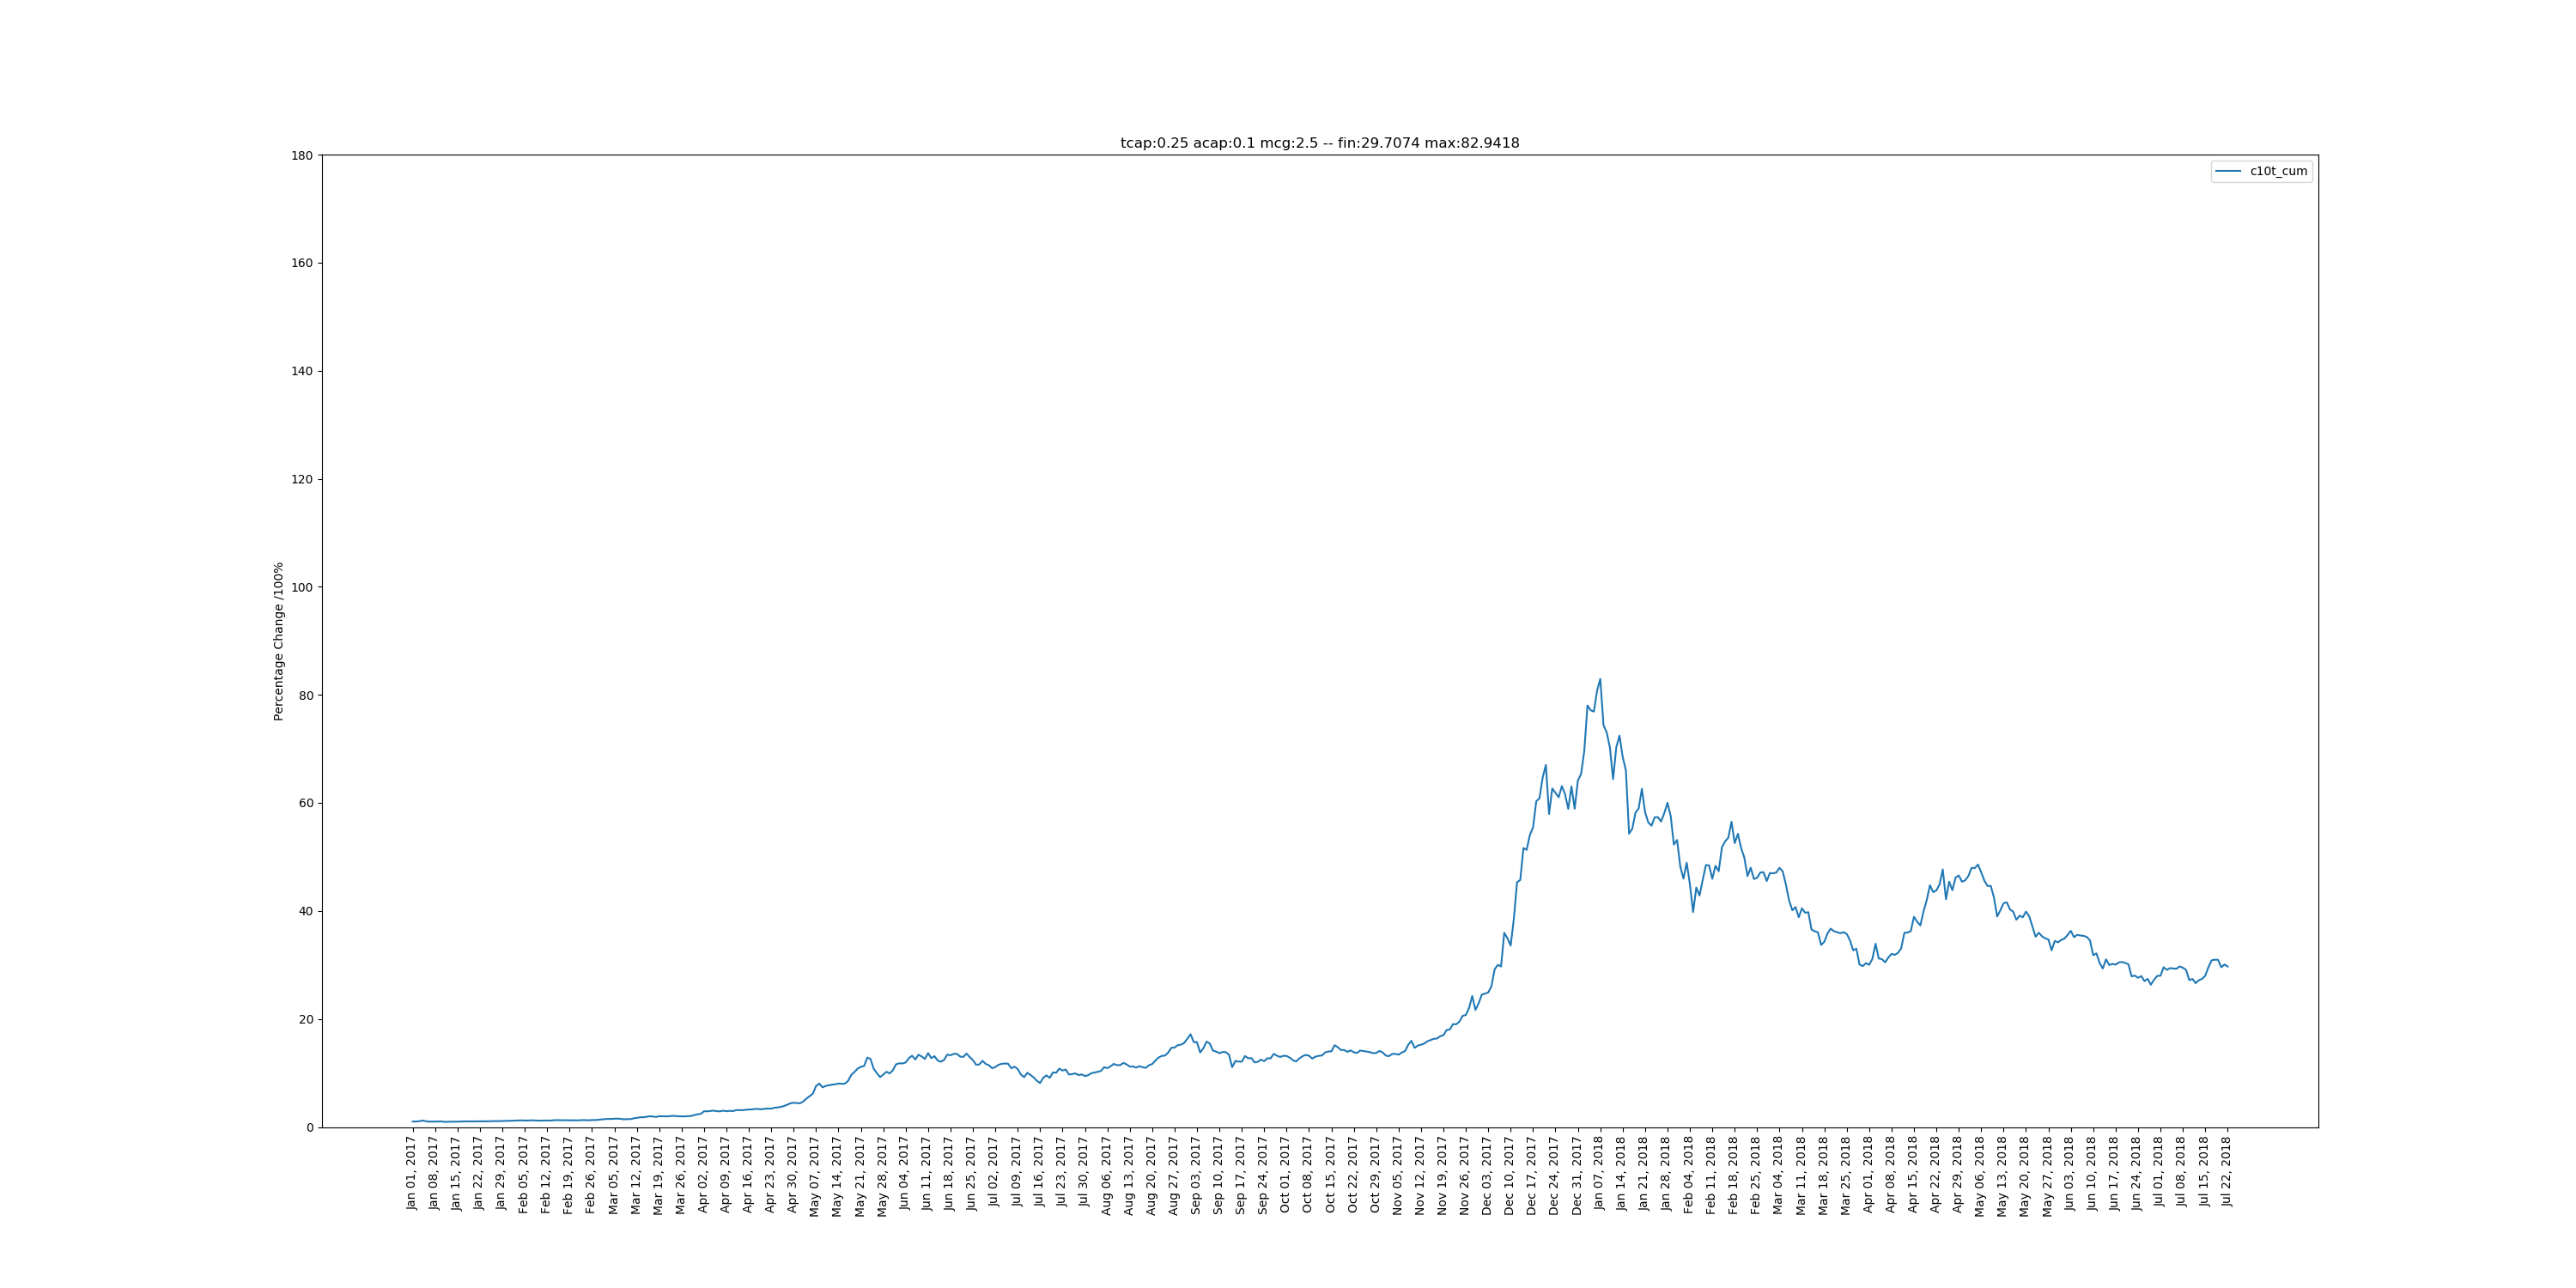 tcap:0.25 acap:0.1 mcg:2.5 -- fin:29.7074 max:82.9418
c10t_cum
Percentage Change /100%
180
160
140
120
100
80
60
40
20
0
Jan 01, 2017
Jan 08, 2017
Jan 15, 2017
Jan 22, 2017
Jan 29, 2017
Feb 05, 2017
Feb 12, 2017
Feb 19, 2017
Feb 26, 2017
Mar 05, 2017
Mar 12, 2017
Mar 19, 2017
Mar 26, 2017
Apr 02, 2017
Apr 09, 2017
Apr 16, 2017
Apr 23, 2017
Apr 30, 2017
May 07, 2017
May 14, 2017
May 21, 2017
May 28, 2017
Jun 04, 2017
Jun 11, 2017
Jun 18, 2017
Jun 25, 2017
Jul 02, 2017
Jul 09, 2017
Jul 16, 2017
Jul 23, 2017
Jul 30, 2017
Aug 06, 2017
Aug 13, 2017
Aug 20, 2017
Aug 27, 2017
Sep 03, 2017
Sep 10, 2017
Sep 17, 2017
Sep 24, 2017
Oct 01, 2017
Oct 08, 2017
Oct 15, 2017
Oct 22, 2017
Oct 29, 2017
Nov 05, 2017
Nov 12, 2017
Nov 19, 2017
Nov 26, 2017
Dec 03, 2017
Dec 10, 2017
Dec 17, 2017
Dec 24, 2017
Dec 31, 2017
Jan 07, 2018
Jan 14, 2018
Jan 21, 2018
Jan 28, 2018
Feb 04, 2018
Feb 11, 2018
Feb 18, 2018
Feb 25, 2018
Mar 04, 2018
Mar 11, 2018
Mar 18, 2018
Mar 25, 2018
Apr 01, 2018
Apr 08, 2018
Apr 15, 2018
Apr 22, 2018
Apr 29, 2018
May 06, 2018
May 13, 2018
May 20, 2018
May 27, 2018
Jun 03, 2018
Jun 10, 2018
Jun 17, 2018
Jun 24, 2018
Jul 01, 2018
Jul 08, 2018
Jul 15, 2018
Jul 22, 2018